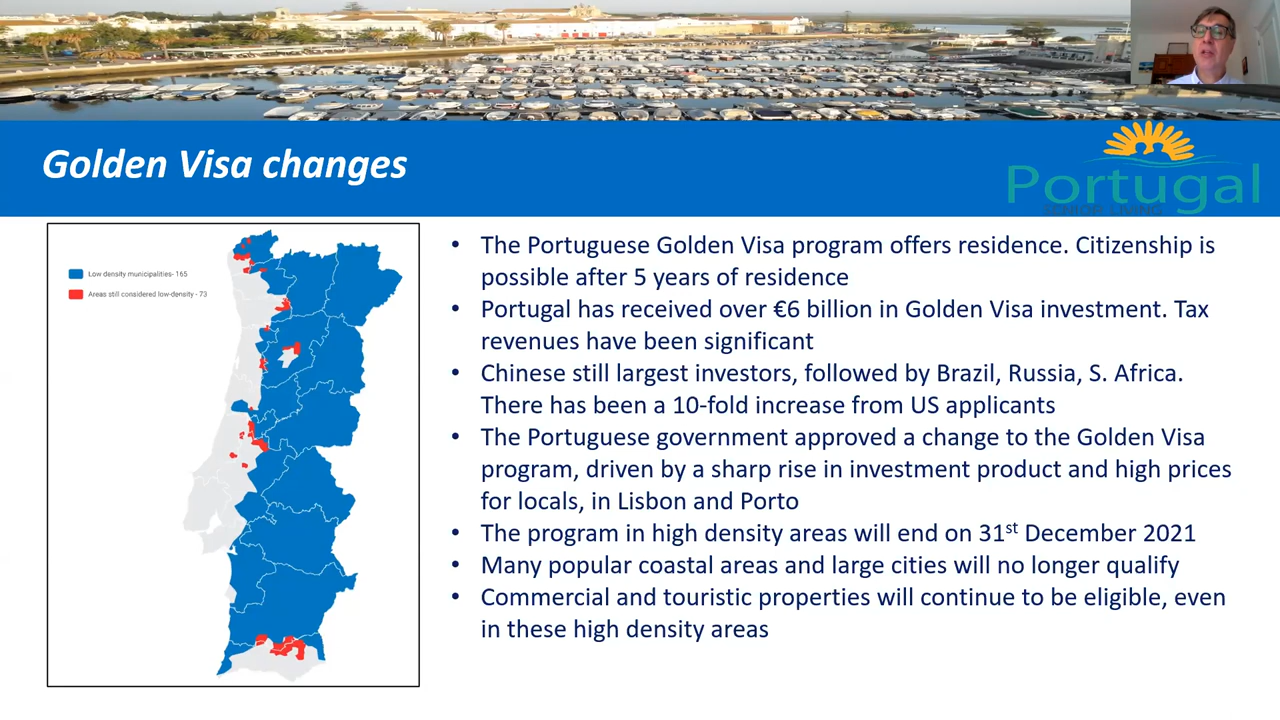 Golden Visa changes
Portugal
SENIOR LIVING
Low density municipalities- 165
Areas still considered low-density - 73
• The Portuguese Golden Visa program offers residence. Citizenship is
possible after 5 years of residence
• Portugal has received over €6 billion in Golden Visa investment. Tax
revenues have been significant
• Chinese still largest investors, followed by Brazil, Russia, S. Africa.
There has been a 10-fold increase from US applicants
• The Portuguese government approved a change to the Golden Visa
program, driven by a sharp rise in investment product and high prices
for locals, in Lisbon and Porto
• The program in high density areas will end on 31st December 2021
• Many popular coastal areas and large cities will no longer qualify
• Commercial and touristic properties will continue to be eligible, even
in these high density areas